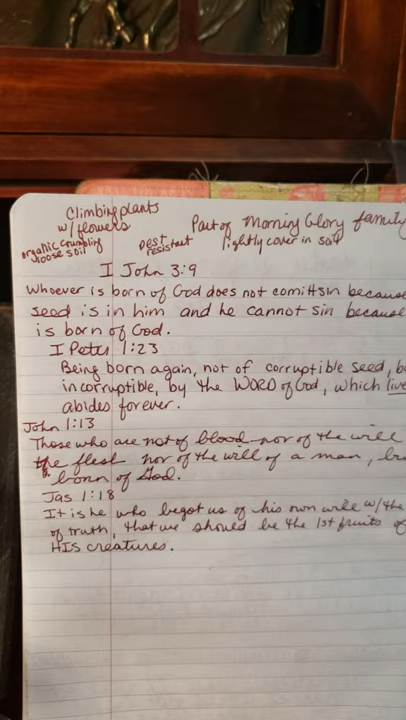 Climbing plants
w/flowers
Part of Morning Glory family
organic crumbling
loose soil
pest
resistant
lightly cover in soil
I John 3:9
Whoever is born of God does not comitt sin because
seed is in him and he cannot sin because
is born of God.
I Peter 1:23
Being born again, not of corruptible seed, b
incorruptible, by the WORD of God, which live
abides forever.
John 1:13
Those who are not of blood nor of the will
the flesh nor of the will of a man, bu
born of God.
Jas 1:18
It is he who begot us of his own will w/the
of truth, that we should be the 1st fruits of
HIS creatures.